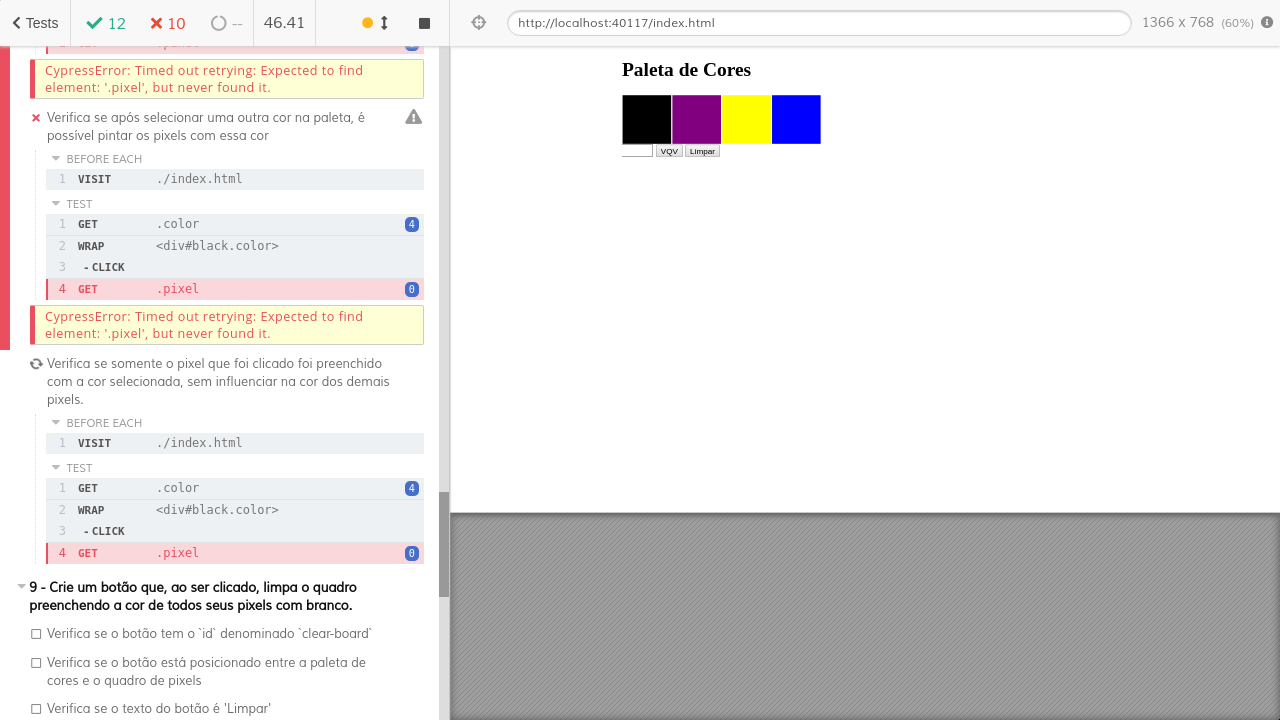 Tests
12
10
--
46.41
http://localhost:40117/index.html
1366 x 768 (60%)
CypressError: Timed out retrying: Expected to find
element: '.pixel', but never found it.
Verifica se após selecionar uma outra cor na paleta, é
possível pintar os pixels com essa cor
BEFORE EACH
1 VISIT ./index.html
TEST
1 GET .color 4
2 WRAP <div#black.color>
3 - CLICK
4 GET .pixel 0
CypressError: Timed out retrying: Expected to find
element: '.pixel', but never found it.
Verifica se somente o pixel que foi clicado foi preenchido
com a cor selecionada, sem influenciar na cor dos demais
pixels.
BEFORE EACH
1 VISIT ./index.html
TEST
1 GET .color 4
2 WRAP <div#black.color>
3 - CLICK
4 GET .pixel 0
9 - Crie um botão que, ao ser clicado, limpa o quadro
preenchendo a cor de todos seus pixels com branco.
Verifica se o botão tem o `id` denominado `clear-board`
Verifica se o botão está posicionado entre a paleta de
cores e o quadro de pixels
Verifica se o texto do botão é 'Limpar'
Paleta de Cores
VQV
Limpar